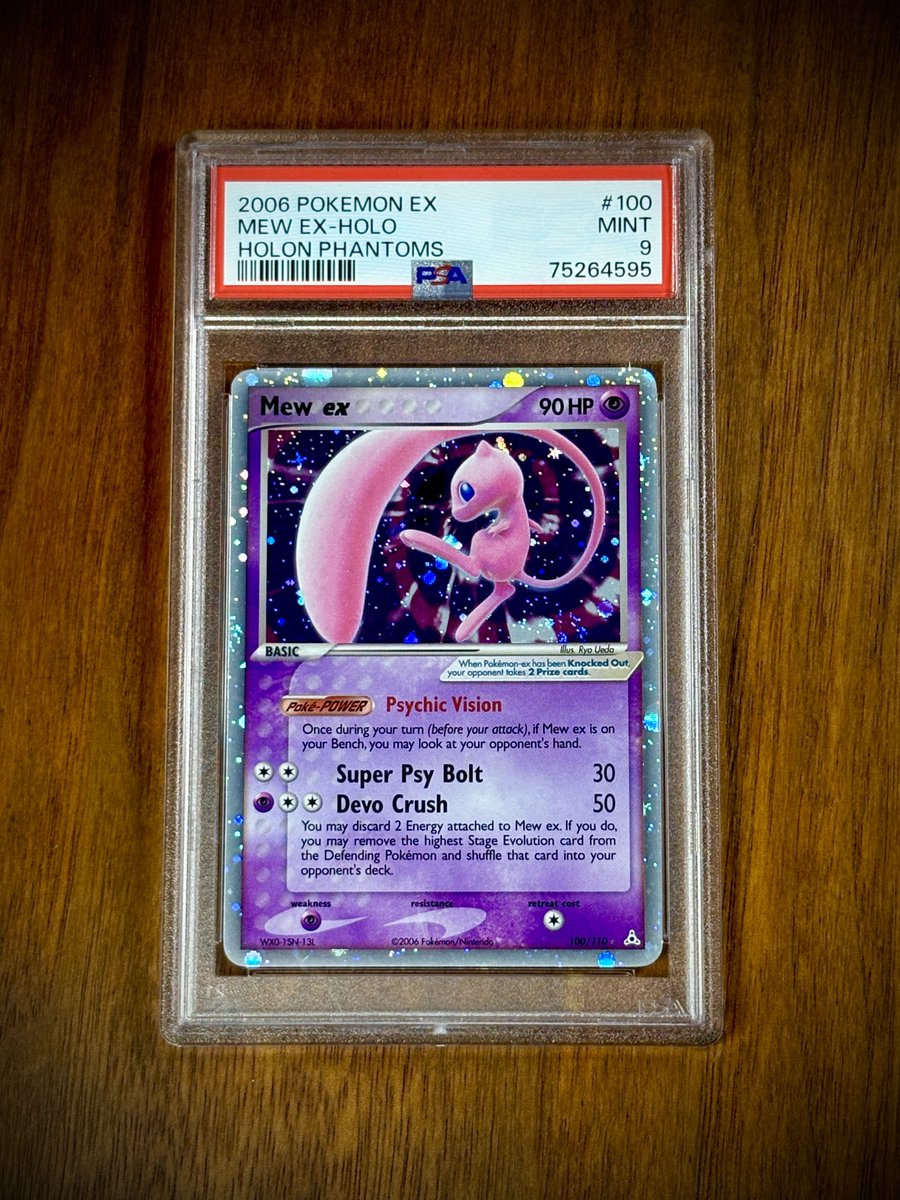 2006 POKEMON EX #100
MEW EX-HOLO MINT
HOLON PHANTOMS 9
PSA 75264595
Mew ex 90 HP
BASIC Illus. Ryo Ueda
When Pokémon-ex has been Knocked Out,
your opponent takes 2 Prize cards.
Poké-POWER Psychic Vision
Once during your turn (before your attack), if Mew ex is on
your Bench, you may look at your opponent's hand.
Super Psy Bolt 30
Devo Crush 50
You may discard 2 Energy attached to Mew ex. If you do,
you may remove the highest Stage Evolution card from
the Defending Pokémon and shuffle that card into your
opponent's deck.
weakness resistance retreat cost
WX0-1SN-13L ©2006 Pokémon/Nintendo 100/110